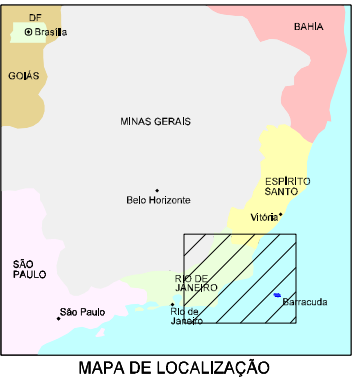 DF
Brasília
BAHIA
GOIÁS
MINAS GERAIS
ESPÍRITO
SANTO
Belo Horizonte
Vitória
SÃO
PAULO
RIO DE
JANEIRO
Barracuda
São Paulo
Rio de
Janeiro
MAPA DE LOCALIZAÇÃO